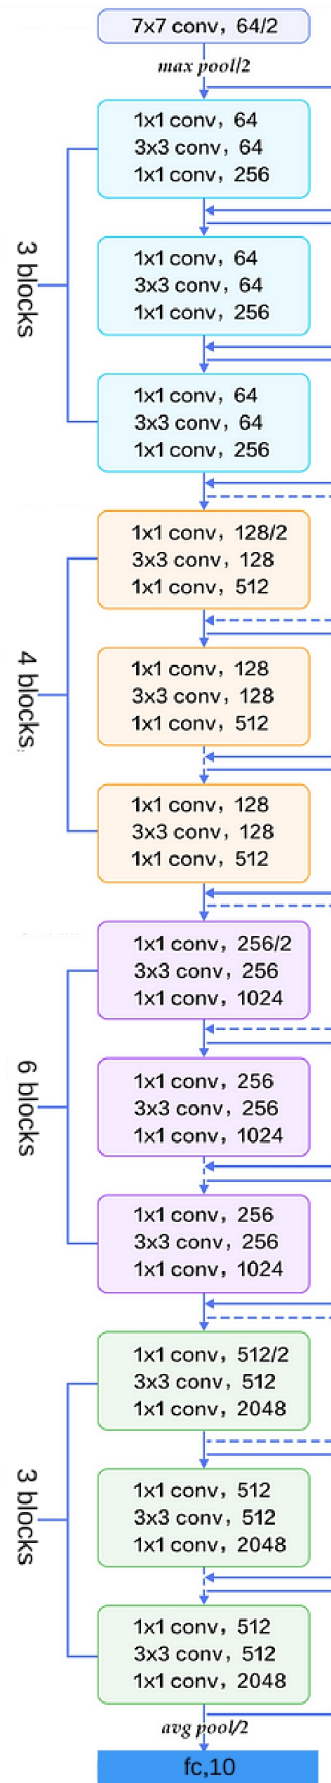 7x7 conv, 64/2
max pool/2
1x1 conv, 64
3x3 conv, 64
1x1 conv, 256
1x1 conv, 64
3x3 conv, 64
1x1 conv, 256
1x1 conv, 64
3x3 conv, 64
1x1 conv, 256
3 blocks
1x1 conv, 128/2
3x3 conv, 128
1x1 conv, 512
1x1 conv, 128
3x3 conv, 128
1x1 conv, 512
1x1 conv, 128
3x3 conv, 128
1x1 conv, 512
4 blocks
1x1 conv, 256/2
3x3 conv, 256
1x1 conv, 1024
1x1 conv, 256
3x3 conv, 256
1x1 conv, 1024
1x1 conv, 256
3x3 conv, 256
1x1 conv, 1024
6 blocks
1x1 conv, 512/2
3x3 conv, 512
1x1 conv, 2048
1x1 conv, 512
3x3 conv, 512
1x1 conv, 2048
1x1 conv, 512
3x3 conv, 512
1x1 conv, 2048
3 blocks
avg pool/2
fc,10